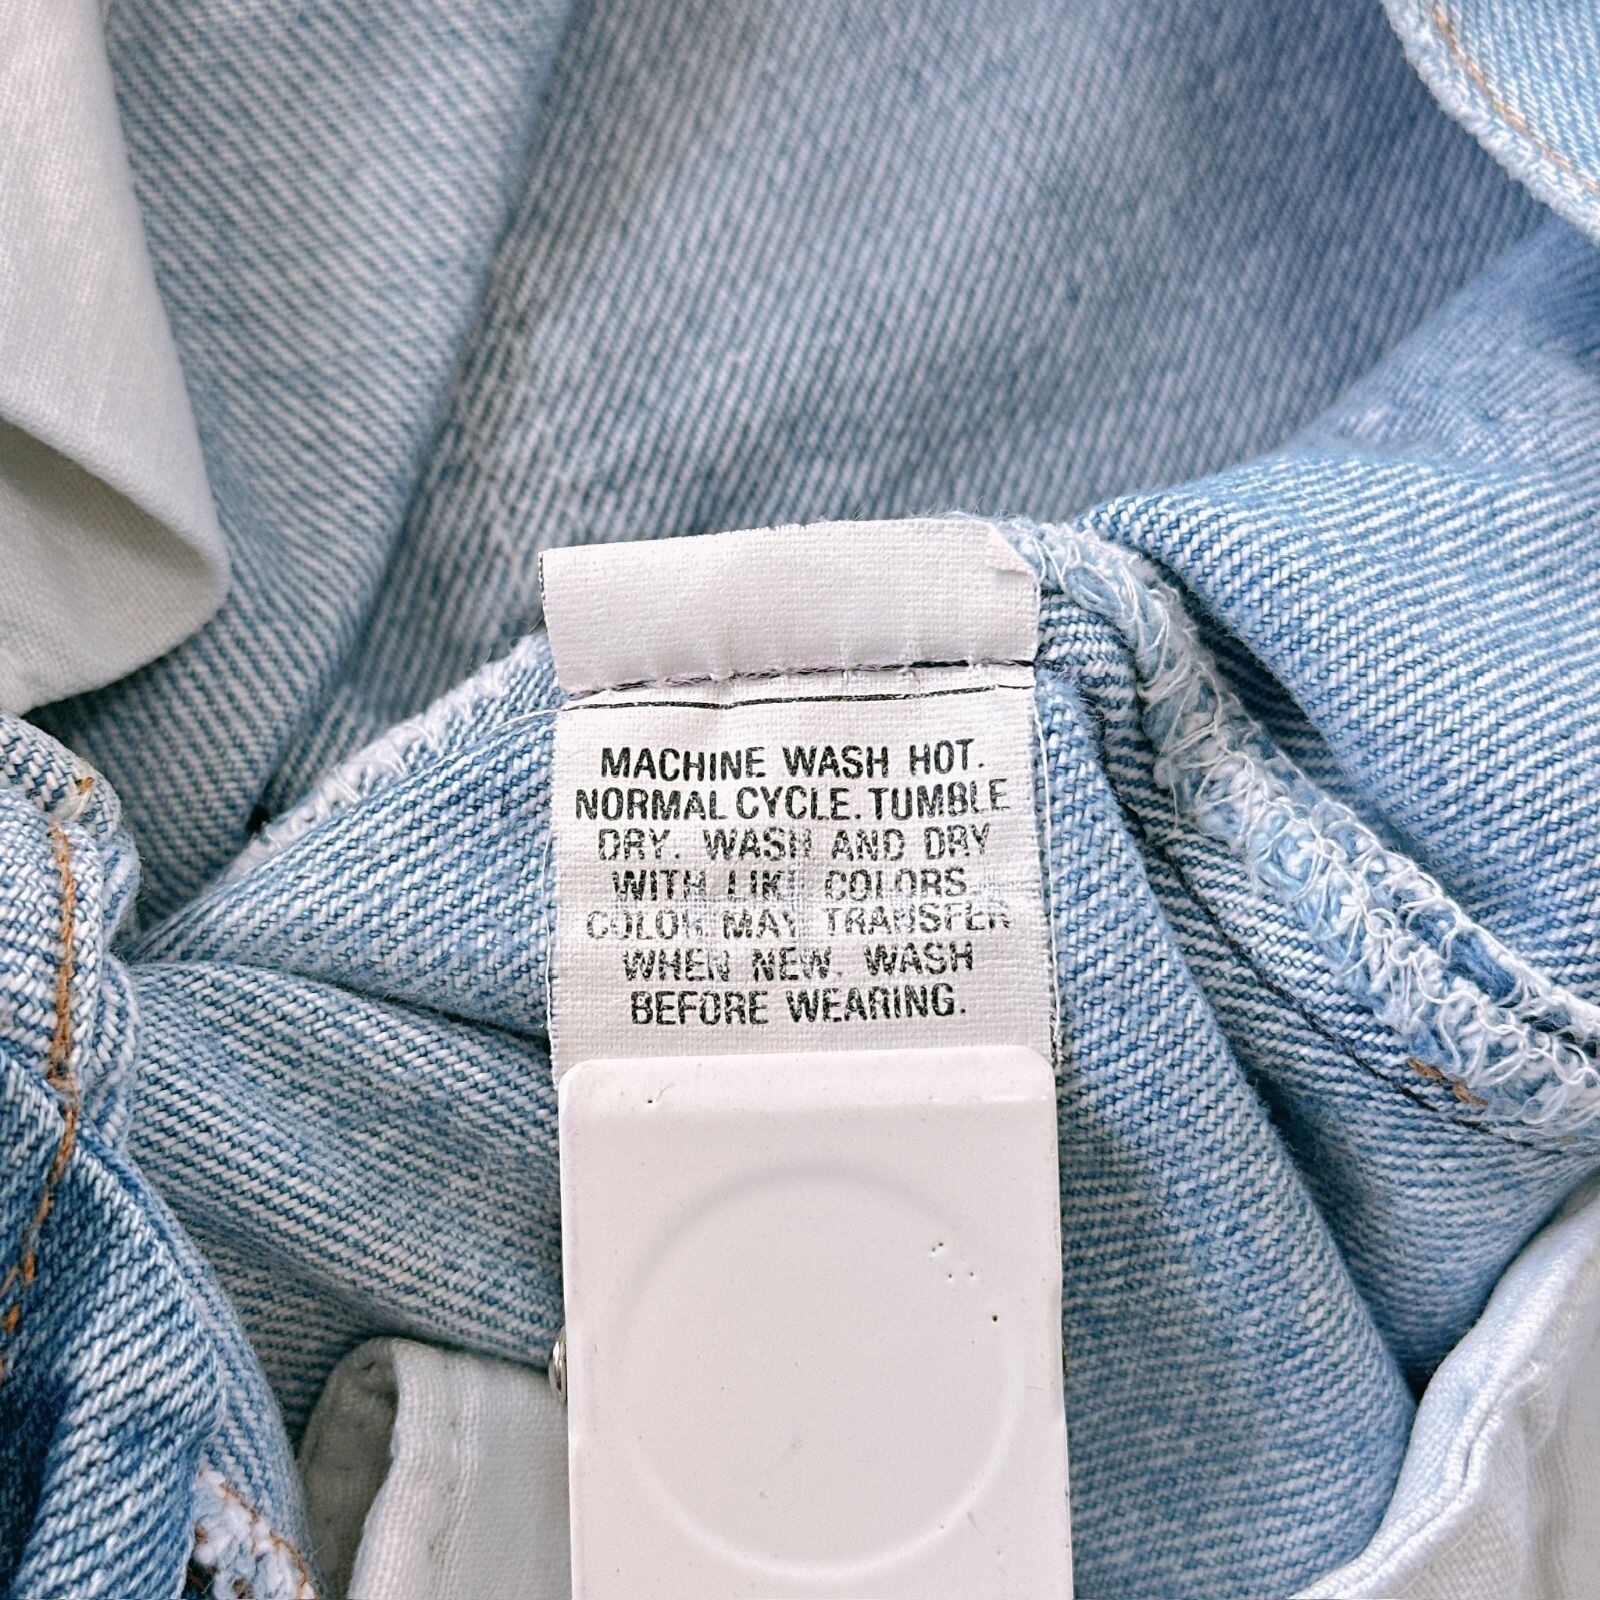 MACHINE WASH HOT.
NORMAL CYCLE. TUMBLE
DRY. WASH AND DRY
WITH LIKE COLORS.
COLOR MAY TRANSFER
WHEN NEW. WASH
BEFORE WEARING.